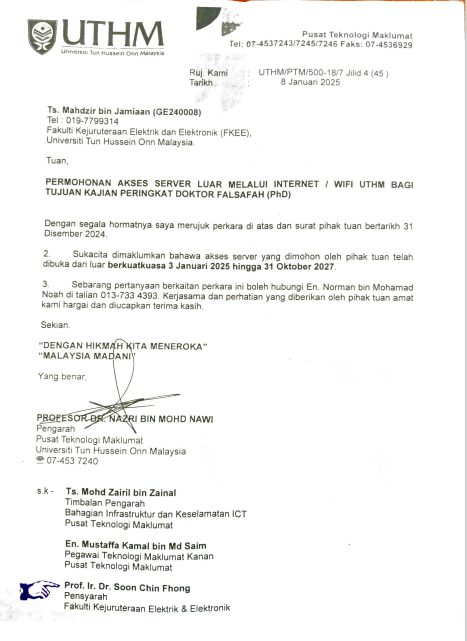 UTHM
Universiti Tun Hussein Onn Malaysia
Pusat Teknologi Maklumat
Tel: 07-4537243/7245/7246 Faks: 07-4536929
Ruj. Kami : UTHM/PTM/500-18/7 Jilid 4 (45 )
Tarikh : 8 Januari 2025
Ts. Mahdzir bin Jamiaan (GE240008)
Tel : 019-7799314
Fakulti Kejuruteraan Elektrik dan Elektronik (FKEE),
Universiti Tun Hussein Onn Malaysia.
Tuan,
PERMOHONAN AKSES SERVER LUAR MELALUI INTERNET / WIFI UTHM BAGI
TUJUAN KAJIAN PERINGKAT DOKTOR FALSAFAH (PhD)
Dengan segala hormatnya saya merujuk perkara di atas dan surat pihak tuan bertarikh 31
Disember 2024.
2. Sukacita dimaklumkan bahawa akses server yang dimohon oleh pihak tuan telah
dibuka dari luar berkuatkuasa 3 Januari 2025 hingga 31 Oktober 2027.
3. Sebarang pertanyaan berkaitan perkara ini boleh hubungi En. Norman bin Mohamad
Noah di talian 013-733 4393. Kerjasama dan perhatian yang diberikan oleh pihak tuan amat
kami hargai dan diucapkan terima kasih.
Sekian.
"DENGAN HIKMAH KITA MENEROKA"
"MALAYSIA MADANI"
Yang benar,
PROFESOR DR. NAZRI BIN MOHD NAWI
Pengarah
Pusat Teknologi Maklumat
Universiti Tun Hussein Onn Malaysia
☏ 07-453 7240
s.k - Ts. Mohd Zairil bin Zainal
Timbalan Pengarah
Bahagian Infrastruktur dan Keselamatan ICT
Pusat Teknologi Maklumat
En. Mustaffa Kamal bin Md Saim
Pegawai Teknologi Maklumat Kanan
Pusat Teknologi Maklumat
Prof. Ir. Dr. Soon Chin Fhong
Pensyarah
Fakulti Kejuruteraan Elektrik & Elektronik